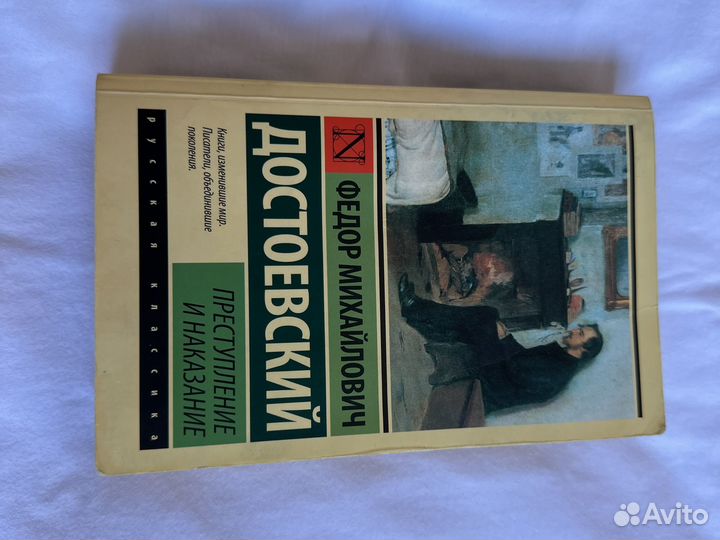 N
ФЕДОР МИХАЙЛОВИЧ
ДОСТОЕВСКИЙ
ПРЕСТУПЛЕНИЕ
И НАКАЗАНИЕ
Книги, изменившие мир.
Писатели, объединившие
поколения.
русская классика
Avito